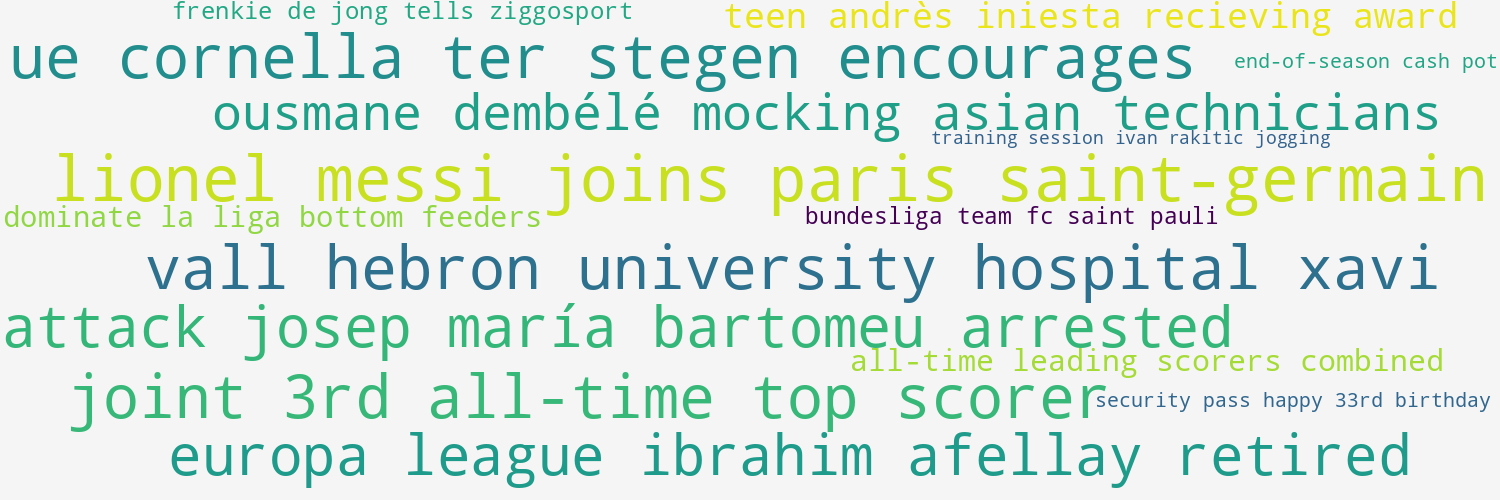 frenkie de jong tells ziggosport
teen andrès iniesta recieving award
ue cornella ter stegen encourages
end-of-season cash pot
ousmane dembélé mocking asian technicians
training session ivan rakitic jogging
lionel messi joins paris saint-germain
dominate la liga bottom feeders
bundesliga team fc saint pauli
vall hebron university hospital xavi
attack josep maría bartomeu arrested
all-time leading scorers combined
joint 3rd all-time top scorer
security pass happy 33rd birthday
europa league ibrahim afellay retired